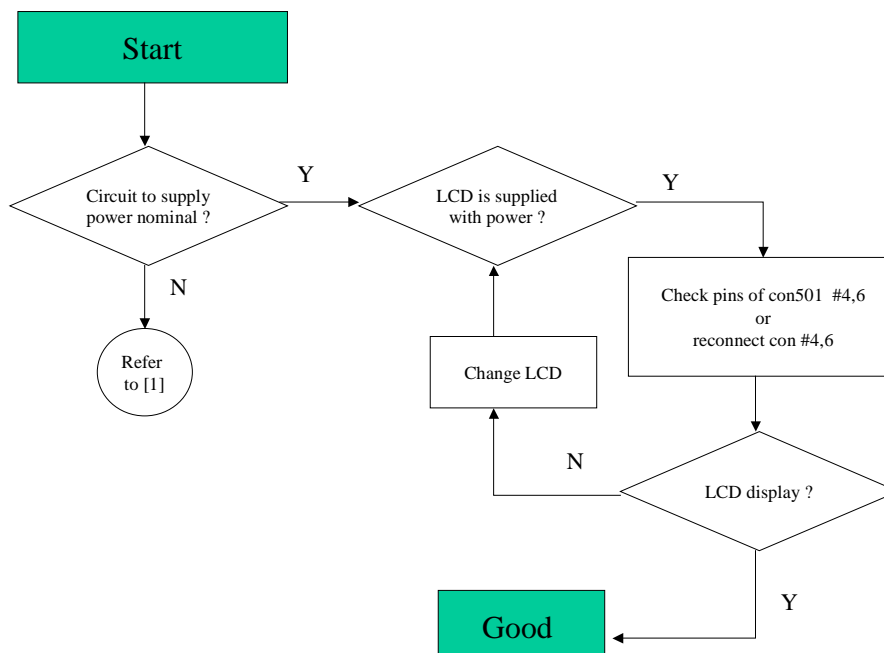 Start
Circuit to supply
power nominal ?
Y
LCD is supplied
with power ?
Y
N
Check pins of con501 #4,6
or
reconnect con #4,6
Refer
to [1]
Change LCD
N
LCD display ?
Y
Good